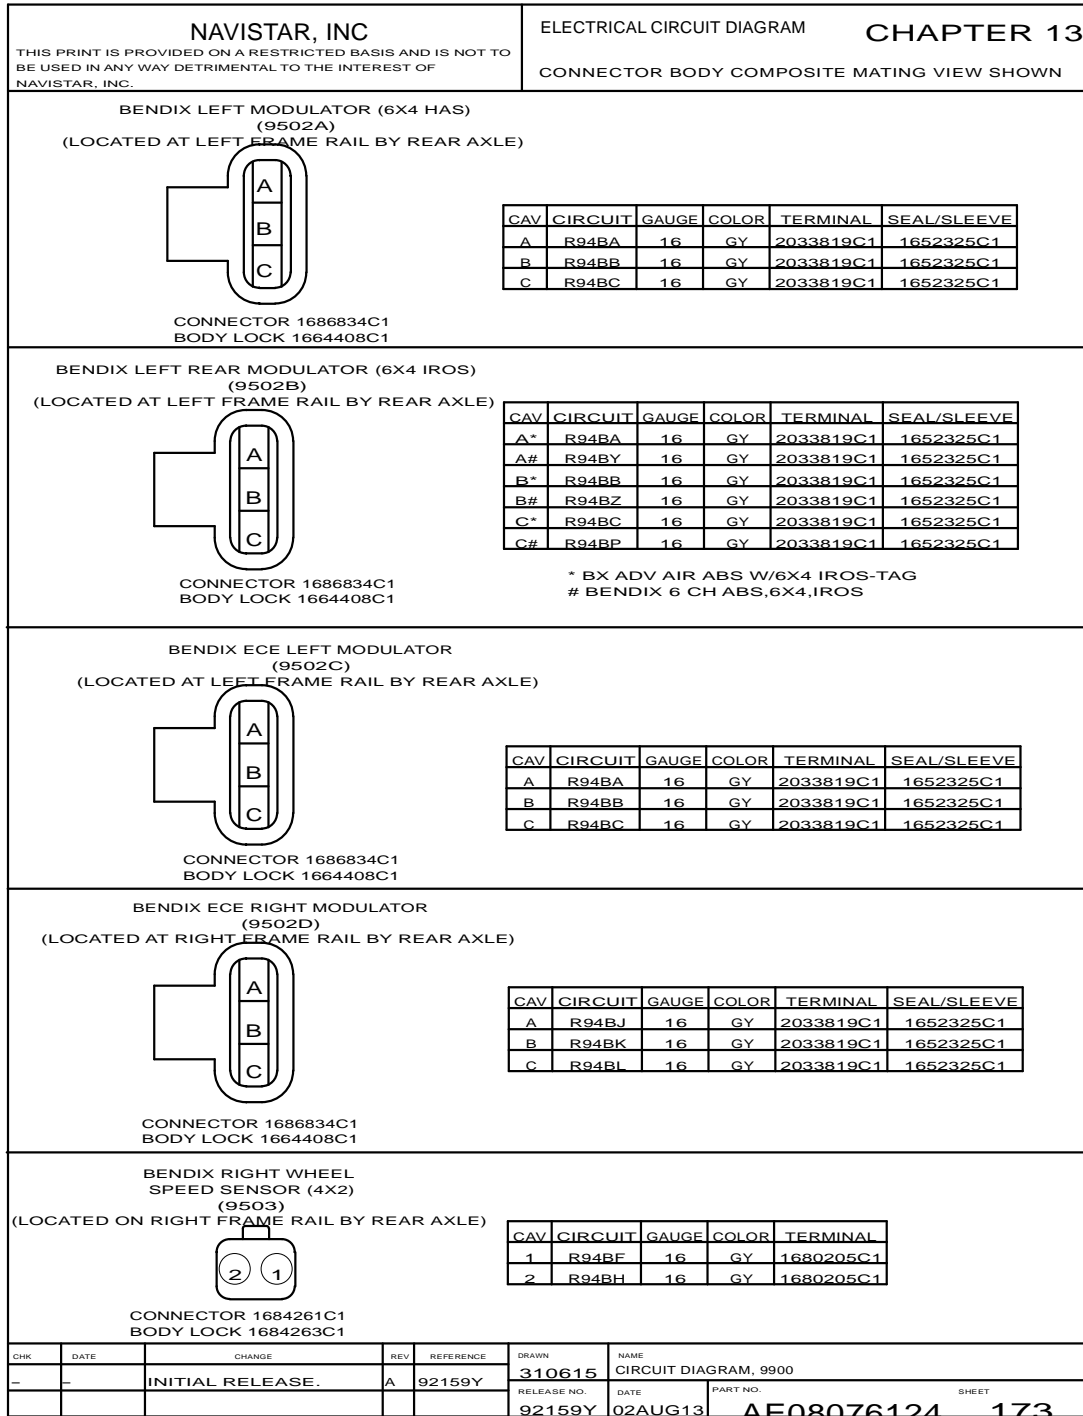 NAVISTAR, INC
THIS PRINT IS PROVIDED ON A RESTRICTED BASIS AND IS NOT TO
BE USED IN ANY WAY DETRIMENTAL TO THE INTEREST OF
NAVISTAR, INC.
ELECTRICAL CIRCUIT DIAGRAM CHAPTER 13
CONNECTOR BODY COMPOSITE MATING VIEW SHOWN
BENDIX LEFT MODULATOR (6X4 HAS)
(9502A)
(LOCATED AT LEFT FRAME RAIL BY REAR AXLE)
A
B
C
CONNECTOR 1686834C1
BODY LOCK 1664408C1
CAV CIRCUIT GAUGE COLOR TERMINAL SEAL/SLEEVE
A R94BA 16 GY 2033819C1 1652325C1
B R94BB 16 GY 2033819C1 1652325C1
C R94BC 16 GY 2033819C1 1652325C1
BENDIX LEFT REAR MODULATOR (6X4 IROS)
(9502B)
(LOCATED AT LEFT FRAME RAIL BY REAR AXLE)
A
B
C
CONNECTOR 1686834C1
BODY LOCK 1664408C1
CAV CIRCUIT GAUGE COLOR TERMINAL SEAL/SLEEVE
A* R94BA 16 GY 2033819C1 1652325C1
A# R94BY 16 GY 2033819C1 1652325C1
B* R94BB 16 GY 2033819C1 1652325C1
B# R94BZ 16 GY 2033819C1 1652325C1
C* R94BC 16 GY 2033819C1 1652325C1
C# R94BP 16 GY 2033819C1 1652325C1
* BX ADV AIR ABS W/6X4 IROS-TAG
# BENDIX 6 CH ABS,6X4,IROS
BENDIX ECE LEFT MODULATOR
(9502C)
(LOCATED AT LEFT FRAME RAIL BY REAR AXLE)
A
B
C
CONNECTOR 1686834C1
BODY LOCK 1664408C1
CAV CIRCUIT GAUGE COLOR TERMINAL SEAL/SLEEVE
A R94BA 16 GY 2033819C1 1652325C1
B R94BB 16 GY 2033819C1 1652325C1
C R94BC 16 GY 2033819C1 1652325C1
BENDIX ECE RIGHT MODULATOR
(9502D)
(LOCATED AT RIGHT FRAME RAIL BY REAR AXLE)
A
B
C
CONNECTOR 1686834C1
BODY LOCK 1664408C1
CAV CIRCUIT GAUGE COLOR TERMINAL SEAL/SLEEVE
A R94BJ 16 GY 2033819C1 1652325C1
B R94BK 16 GY 2033819C1 1652325C1
C R94BL 16 GY 2033819C1 1652325C1
BENDIX RIGHT WHEEL
SPEED SENSOR (4X2)
(9503)
(LOCATED ON RIGHT FRAME RAIL BY REAR AXLE)
2 1
CONNECTOR 1684261C1
BODY LOCK 1684263C1
CAV CIRCUIT GAUGE COLOR TERMINAL
1 R94BF 16 GY 1680205C1
2 R94BH 16 GY 1680205C1
CHK DATE CHANGE REV REFERENCE
– – INITIAL RELEASE. A 92159Y
DRAWN NAME
310615 CIRCUIT DIAGRAM, 9900
RELEASE NO. DATE PART NO. SHEET
92159Y 02AUG13 AE08076124 173